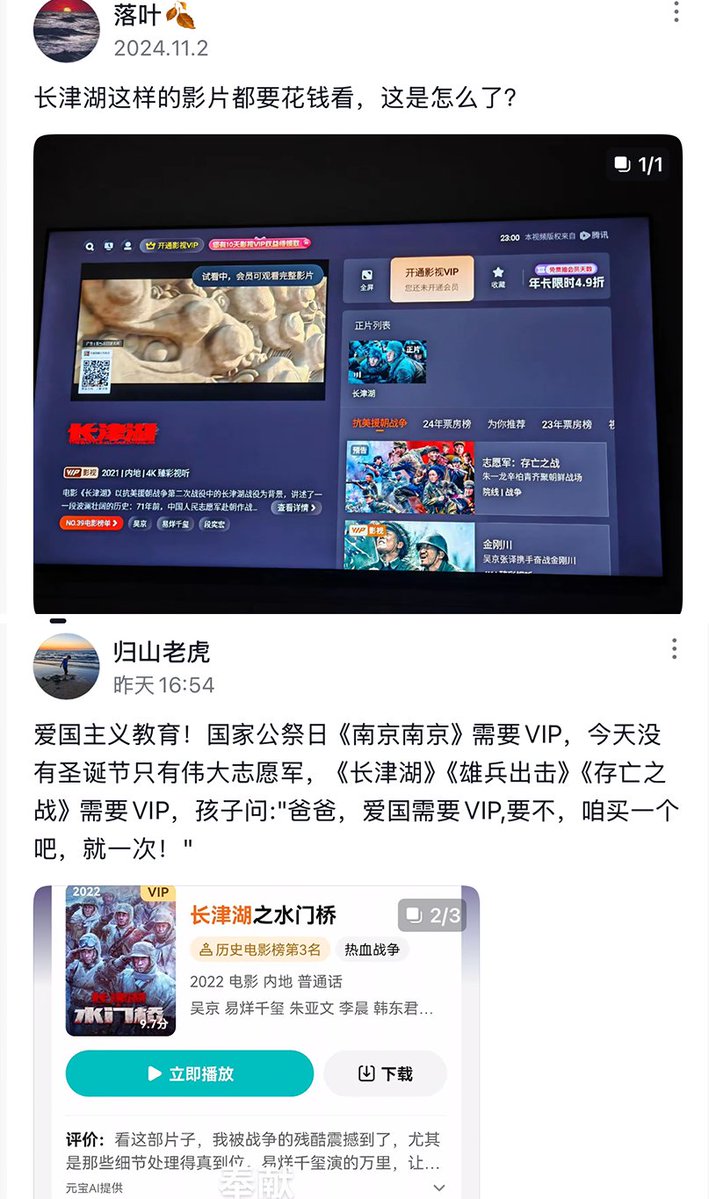 落叶
2024.11.2
长津湖这样的影片都要花钱看，这是怎么了?
1/1
开通影视VIP
您有10天影视VIP权益待领取
23:00 本视频版权来自 腾讯
试看中，会员可观看完整影片
全屏
开通影视VIP
您还未开通会员
收藏
免费抽会员天数
年卡限时4.9折
正片列表
正片
长津湖
长津湖
抗美援朝战争 24年票房榜 为你推荐 23年票房榜
VIP影视 2021 | 内地 | 4K 臻彩视听
电影《长津湖》以抗美援朝战争第二次战役中的长津湖战役为背景，讲述了一
一段波澜壮阔的历史：71年前，中国人民志愿军赴朝作战...
查看详情 >
NO.39电影榜单 >
吴京 易烊千玺 段奕宏
预告
志愿军：存亡之战
朱一龙辛柏青齐聚朝鲜战场
院线 | 战争
VIP影视
金刚川
吴京张译携手奋战金刚川
归山老虎
昨天 16:54
爱国主义教育！国家公祭日《南京南京》需要VIP，今天没
有圣诞节只有伟大志愿军，《长津湖》《雄兵出击》《存亡之
战》需要VIP，孩子问:"爸爸，爱国需要VIP,要不，咱买一个
吧，就一次！"
2022
VIP
长津湖
水门桥
9.7分
长津湖之水门桥
2/3
历史电影榜第3名 热血战争
2022 电影 内地 普通话
吴京 易烊千玺 朱亚文 李晨 韩东君...
立即播放
下载
评价：看这部片子，我被战争的残酷震撼到了，尤其
是那些细节处理得真到位，易烊千玺演的万里，让...
元宝AI提供
奉献